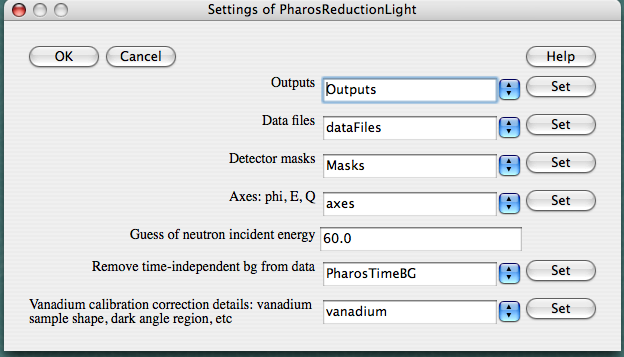 Settings of PharosReductionLight
OK Cancel Help
Outputs Outputs Set
Data files dataFiles Set
Detector masks Masks Set
Axes: phi, E, Q axes Set
Guess of neutron incident energy 60.0
Remove time-independent bg from data PharosTimeBG Set
Vanadium calibration correction details: vanadium
sample shape, dark angle region, etc vanadium Set